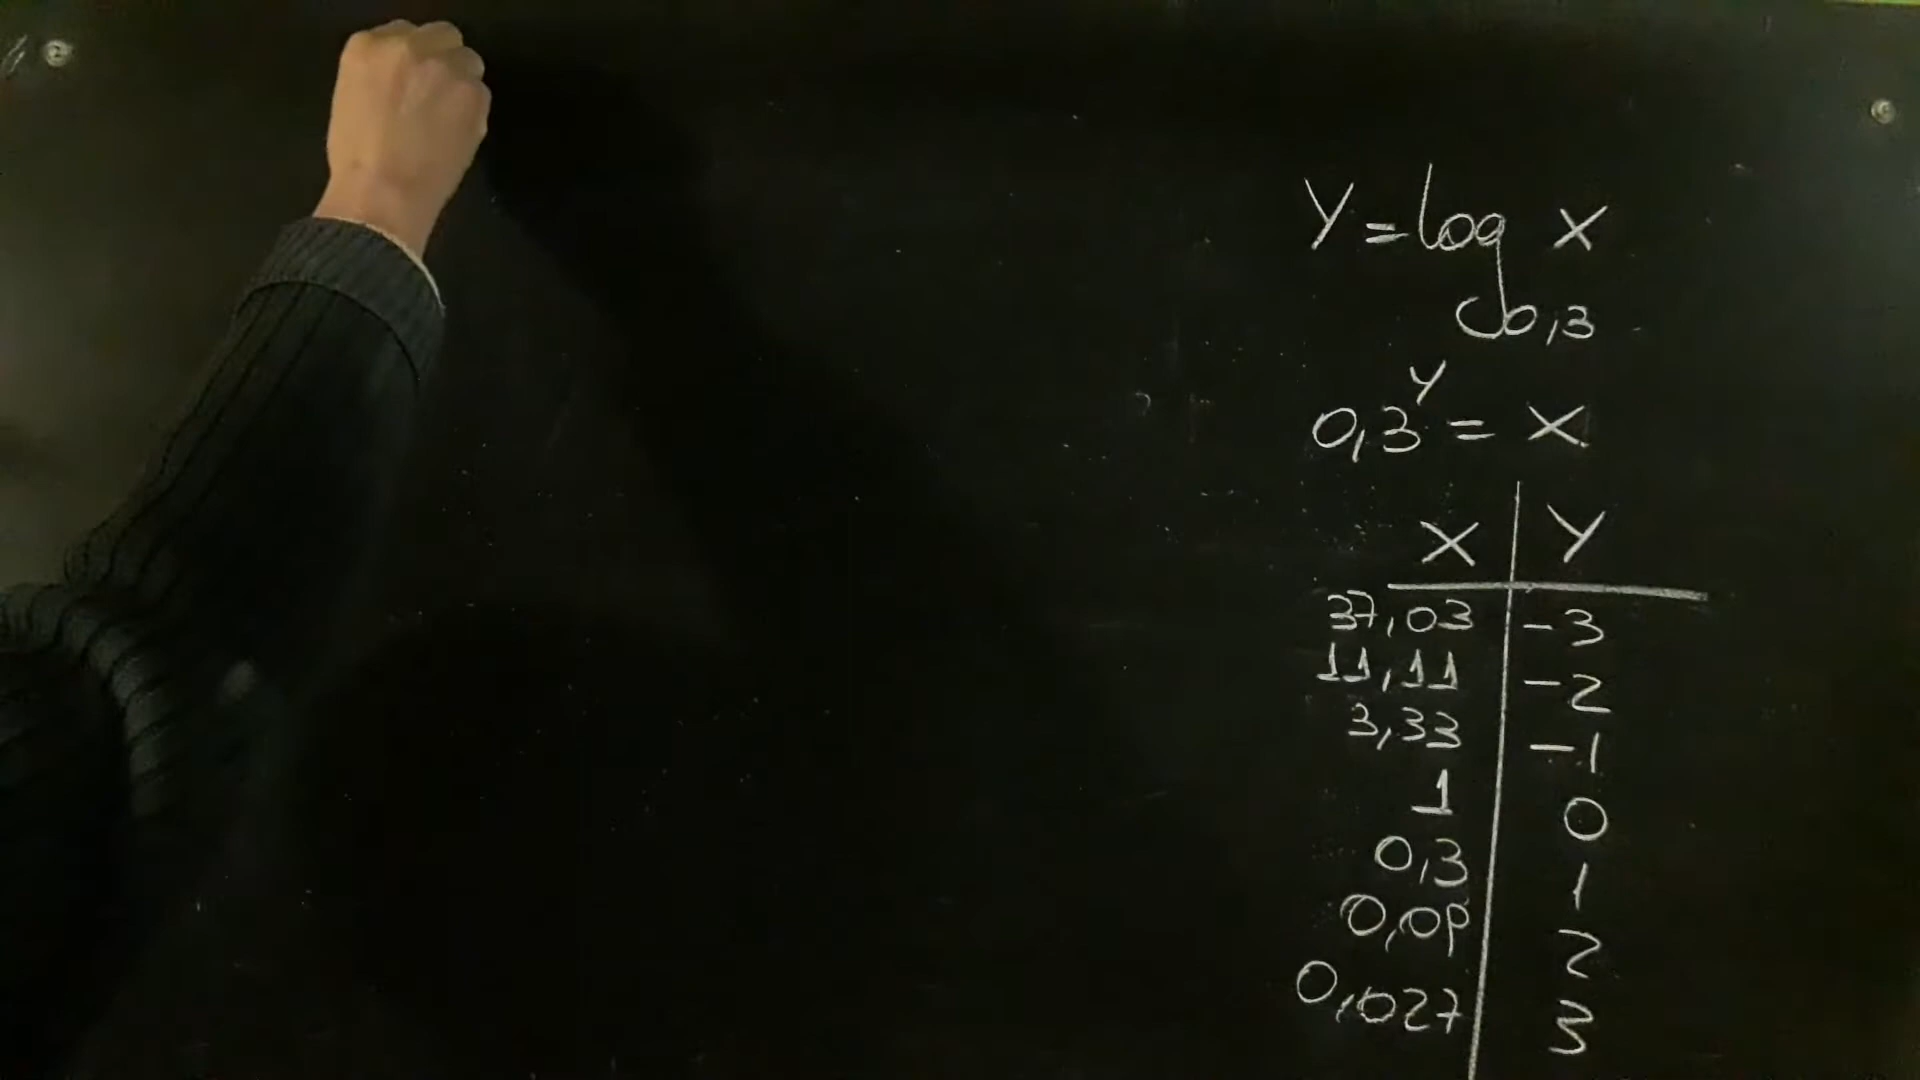 Y = log 0,3 X
0,3^Y = X
X | Y
37,03 | -3
11,11 | -2
3,33 | -1
1 | 0
0,3 | 1
0,09 | 2
0,027 | 3